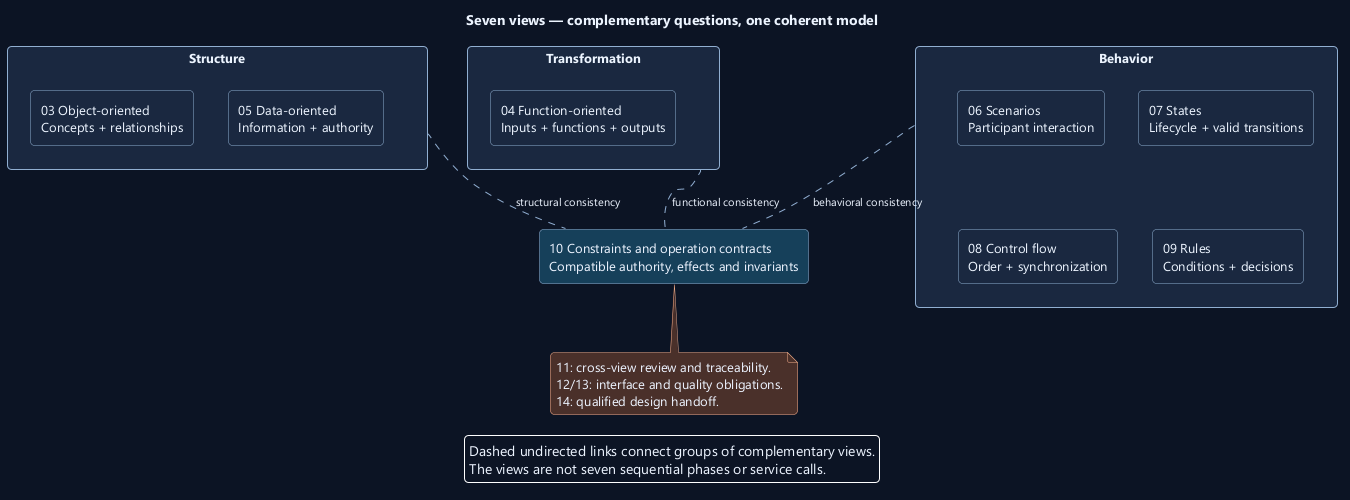 Seven views — complementary questions, one coherent model
Structure
03 Object-oriented
Concepts + relationships
05 Data-oriented
Information + authority
Transformation
04 Function-oriented
Inputs + functions + outputs
Behavior
06 Scenarios
Participant interaction
07 States
Lifecycle + valid transitions
08 Control flow
Order + synchronization
09 Rules
Conditions + decisions
structural consistency
functional consistency
behavioral consistency
10 Constraints and operation contracts
Compatible authority, effects and invariants
11: cross-view review and traceability.
12/13: interface and quality obligations.
14: qualified design handoff.
Dashed undirected links connect groups of complementary views.
The views are not seven sequential phases or service calls.